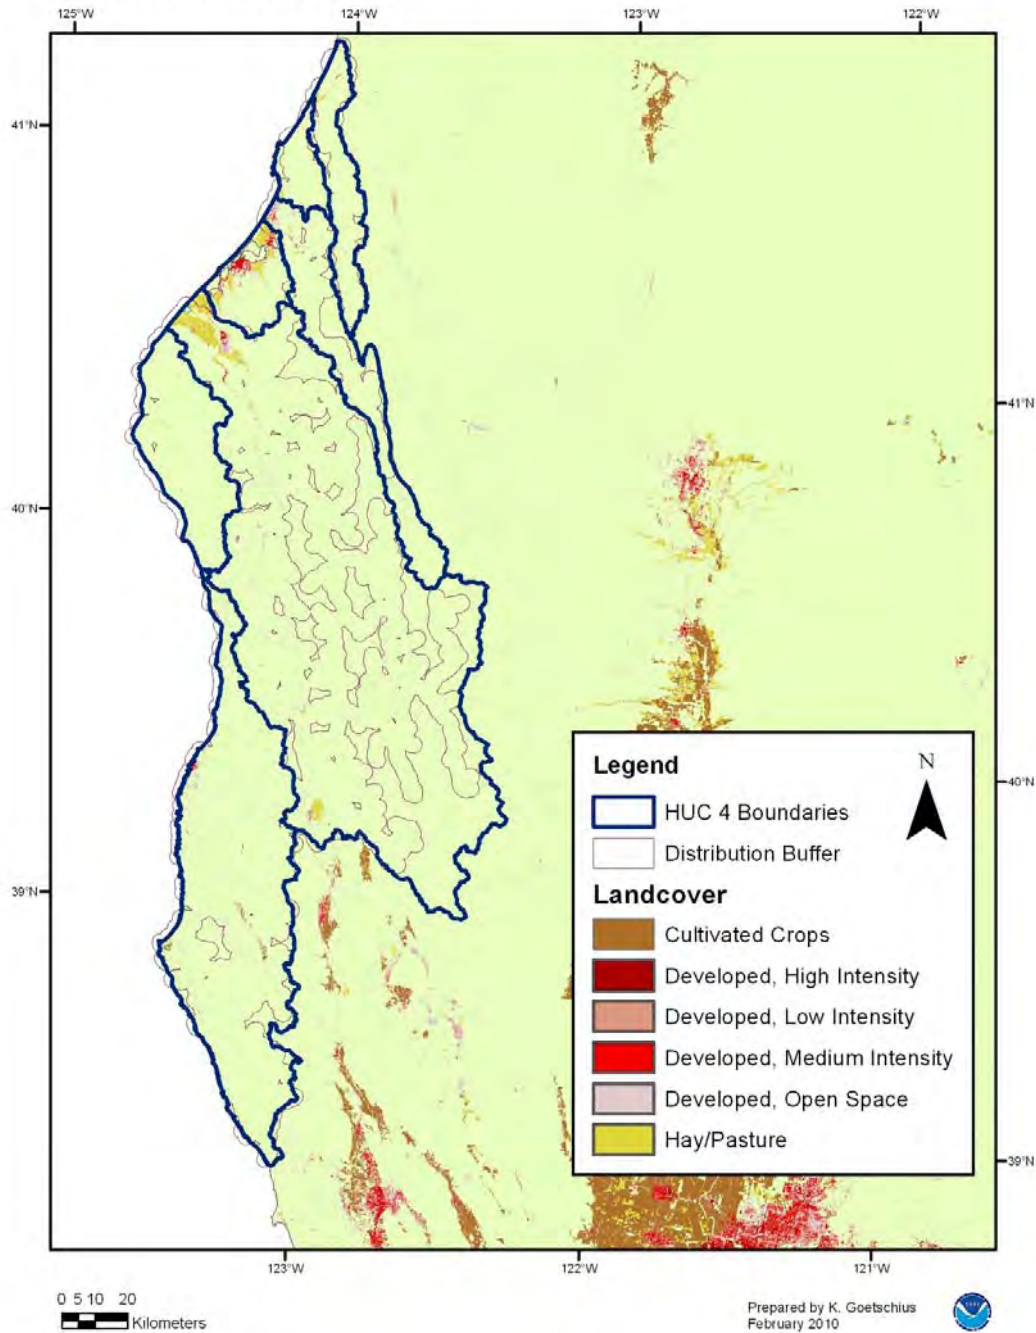 125°W 124°W 123°W 122°W
41°N
41°N
40°N
40°N
39°N
39°N
Legend
N
HUC 4 Boundaries
Distribution Buffer
Landcover
Cultivated Crops
Developed, High Intensity
Developed, Low Intensity
Developed, Medium Intensity
Developed, Open Space
Hay/Pasture
123°W 122°W 121°W
0 5 10 20
Kilometers
Prepared by K. Goetschius
February 2010